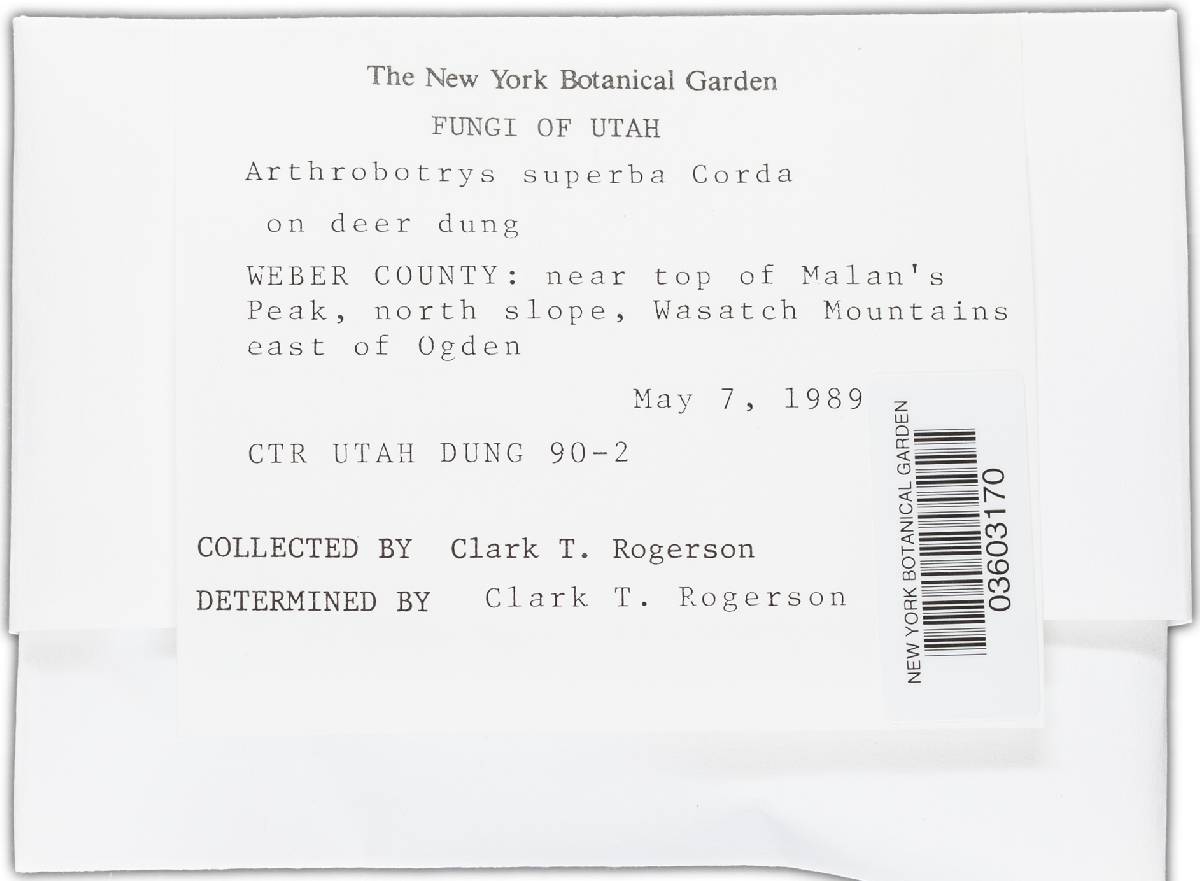 The New York Botanical Garden
FUNGI OF UTAH
Arthrobotrys superba Corda
on deer dung
WEBER COUNTY: near top of Malan's
Peak, north slope, Wasatch Mountains
east of Ogden
May 7, 1989
CTR UTAH DUNG 90-2
COLLECTED BY Clark T. Rogerson
DETERMINED BY Clark T. Rogerson
NEW YORK BOTANICAL GARDEN
03603170